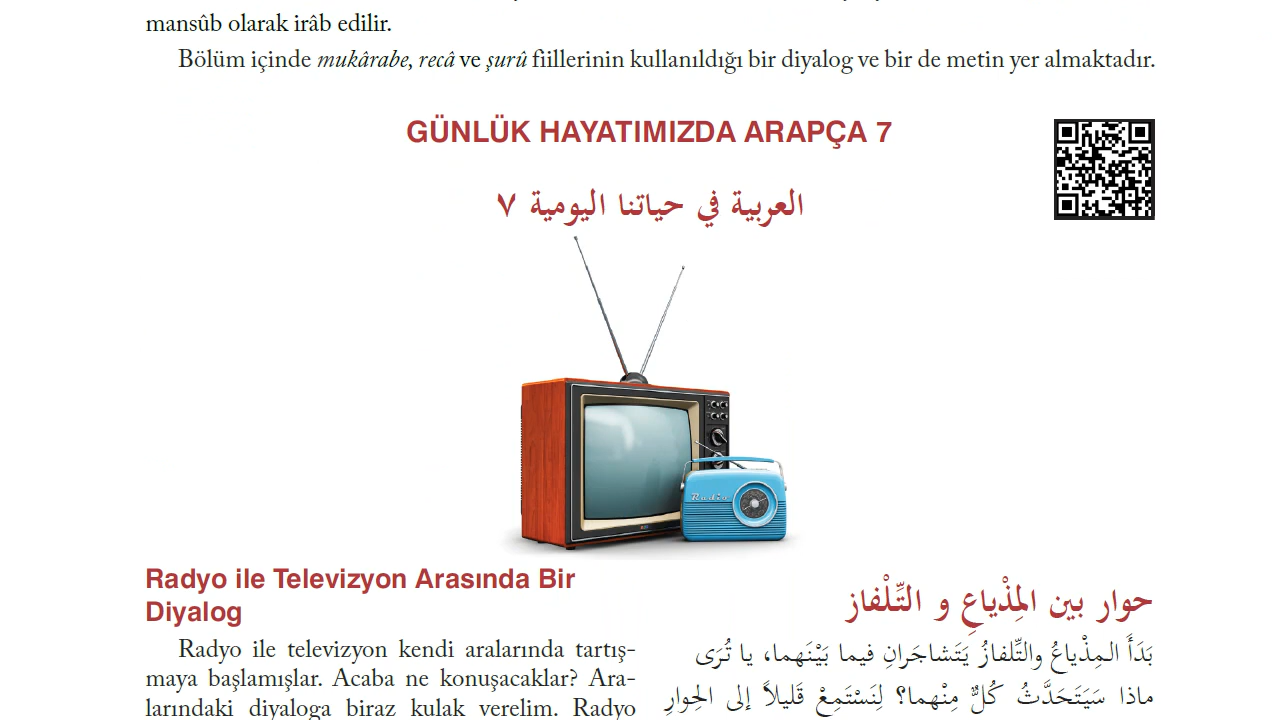 mansûb olarak irâb edilir.
Bölüm içinde mukârabe, recâ ve şurû fiillerinin kullanıldığı bir diyalog ve bir de metin yer almaktadır.
GÜNLÜK HAYATIMIZDA ARAPÇA 7
العربية في حياتنا اليومية ٧
Radio
Radyo ile Televizyon Arasında Bir
Diyalog
Radyo ile televizyon kendi aralarında tartış-
maya başlamışlar. Acaba ne konuşacaklar? Ara-
larındaki diyaloga biraz kulak verelim. Radyo
حوار بين المِذْياعِ و التِّلْفاز
بَدَأَ المِذْياعُ والتِّلفازُ يَتَشاجَرانِ فيما بَيْنَهما، يا تُرَى
ماذا سَيَتَحَدَّثُ كُلٌّ مِنْهما؟ لِنَسْتَمِعْ قَليلاً إلى الحِوارِ